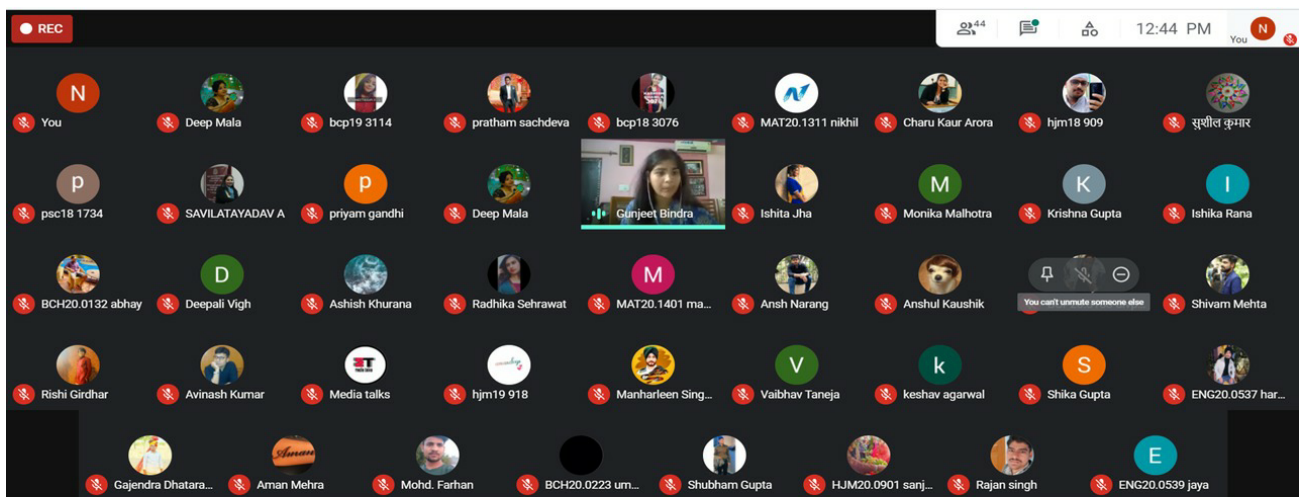 REC
44
12:44 PM
You
N
N
You
Deep Mala
bcp19 3114
pratham sachdeva
bcp18 3076
MAT20.1311 nikhil
Charu Kaur Arora
hjm18 909
सुशील कुमार
p
psc18 1734
SAVILATAYADAV A
p
priyam gandhi
Deep Mala
Gunjeet Bindra
Ishita Jha
M
Monika Malhotra
K
Krishna Gupta
I
Ishika Rana
BCH20.0132 abhay
D
Deepali Vigh
Ashish Khurana
Radhika Sehrawat
M
MAT20.1401 ma...
Ansh Narang
Anshul Kaushik
You can't unmute someone else
Shivam Mehta
Rishi Girdhar
Avinash Kumar
Media talks
hjm19 918
Manharleen Sing...
V
Vaibhav Taneja
k
keshav agarwal
S
Shika Gupta
ENG20.0537 har...
Gajendra Dhatara...
Aman
Aman Mehra
Mohd. Farhan
BCH20.0223 um...
Shubham Gupta
HJM20.0901 sanj...
Rajan singh
E
ENG20.0539 jaya